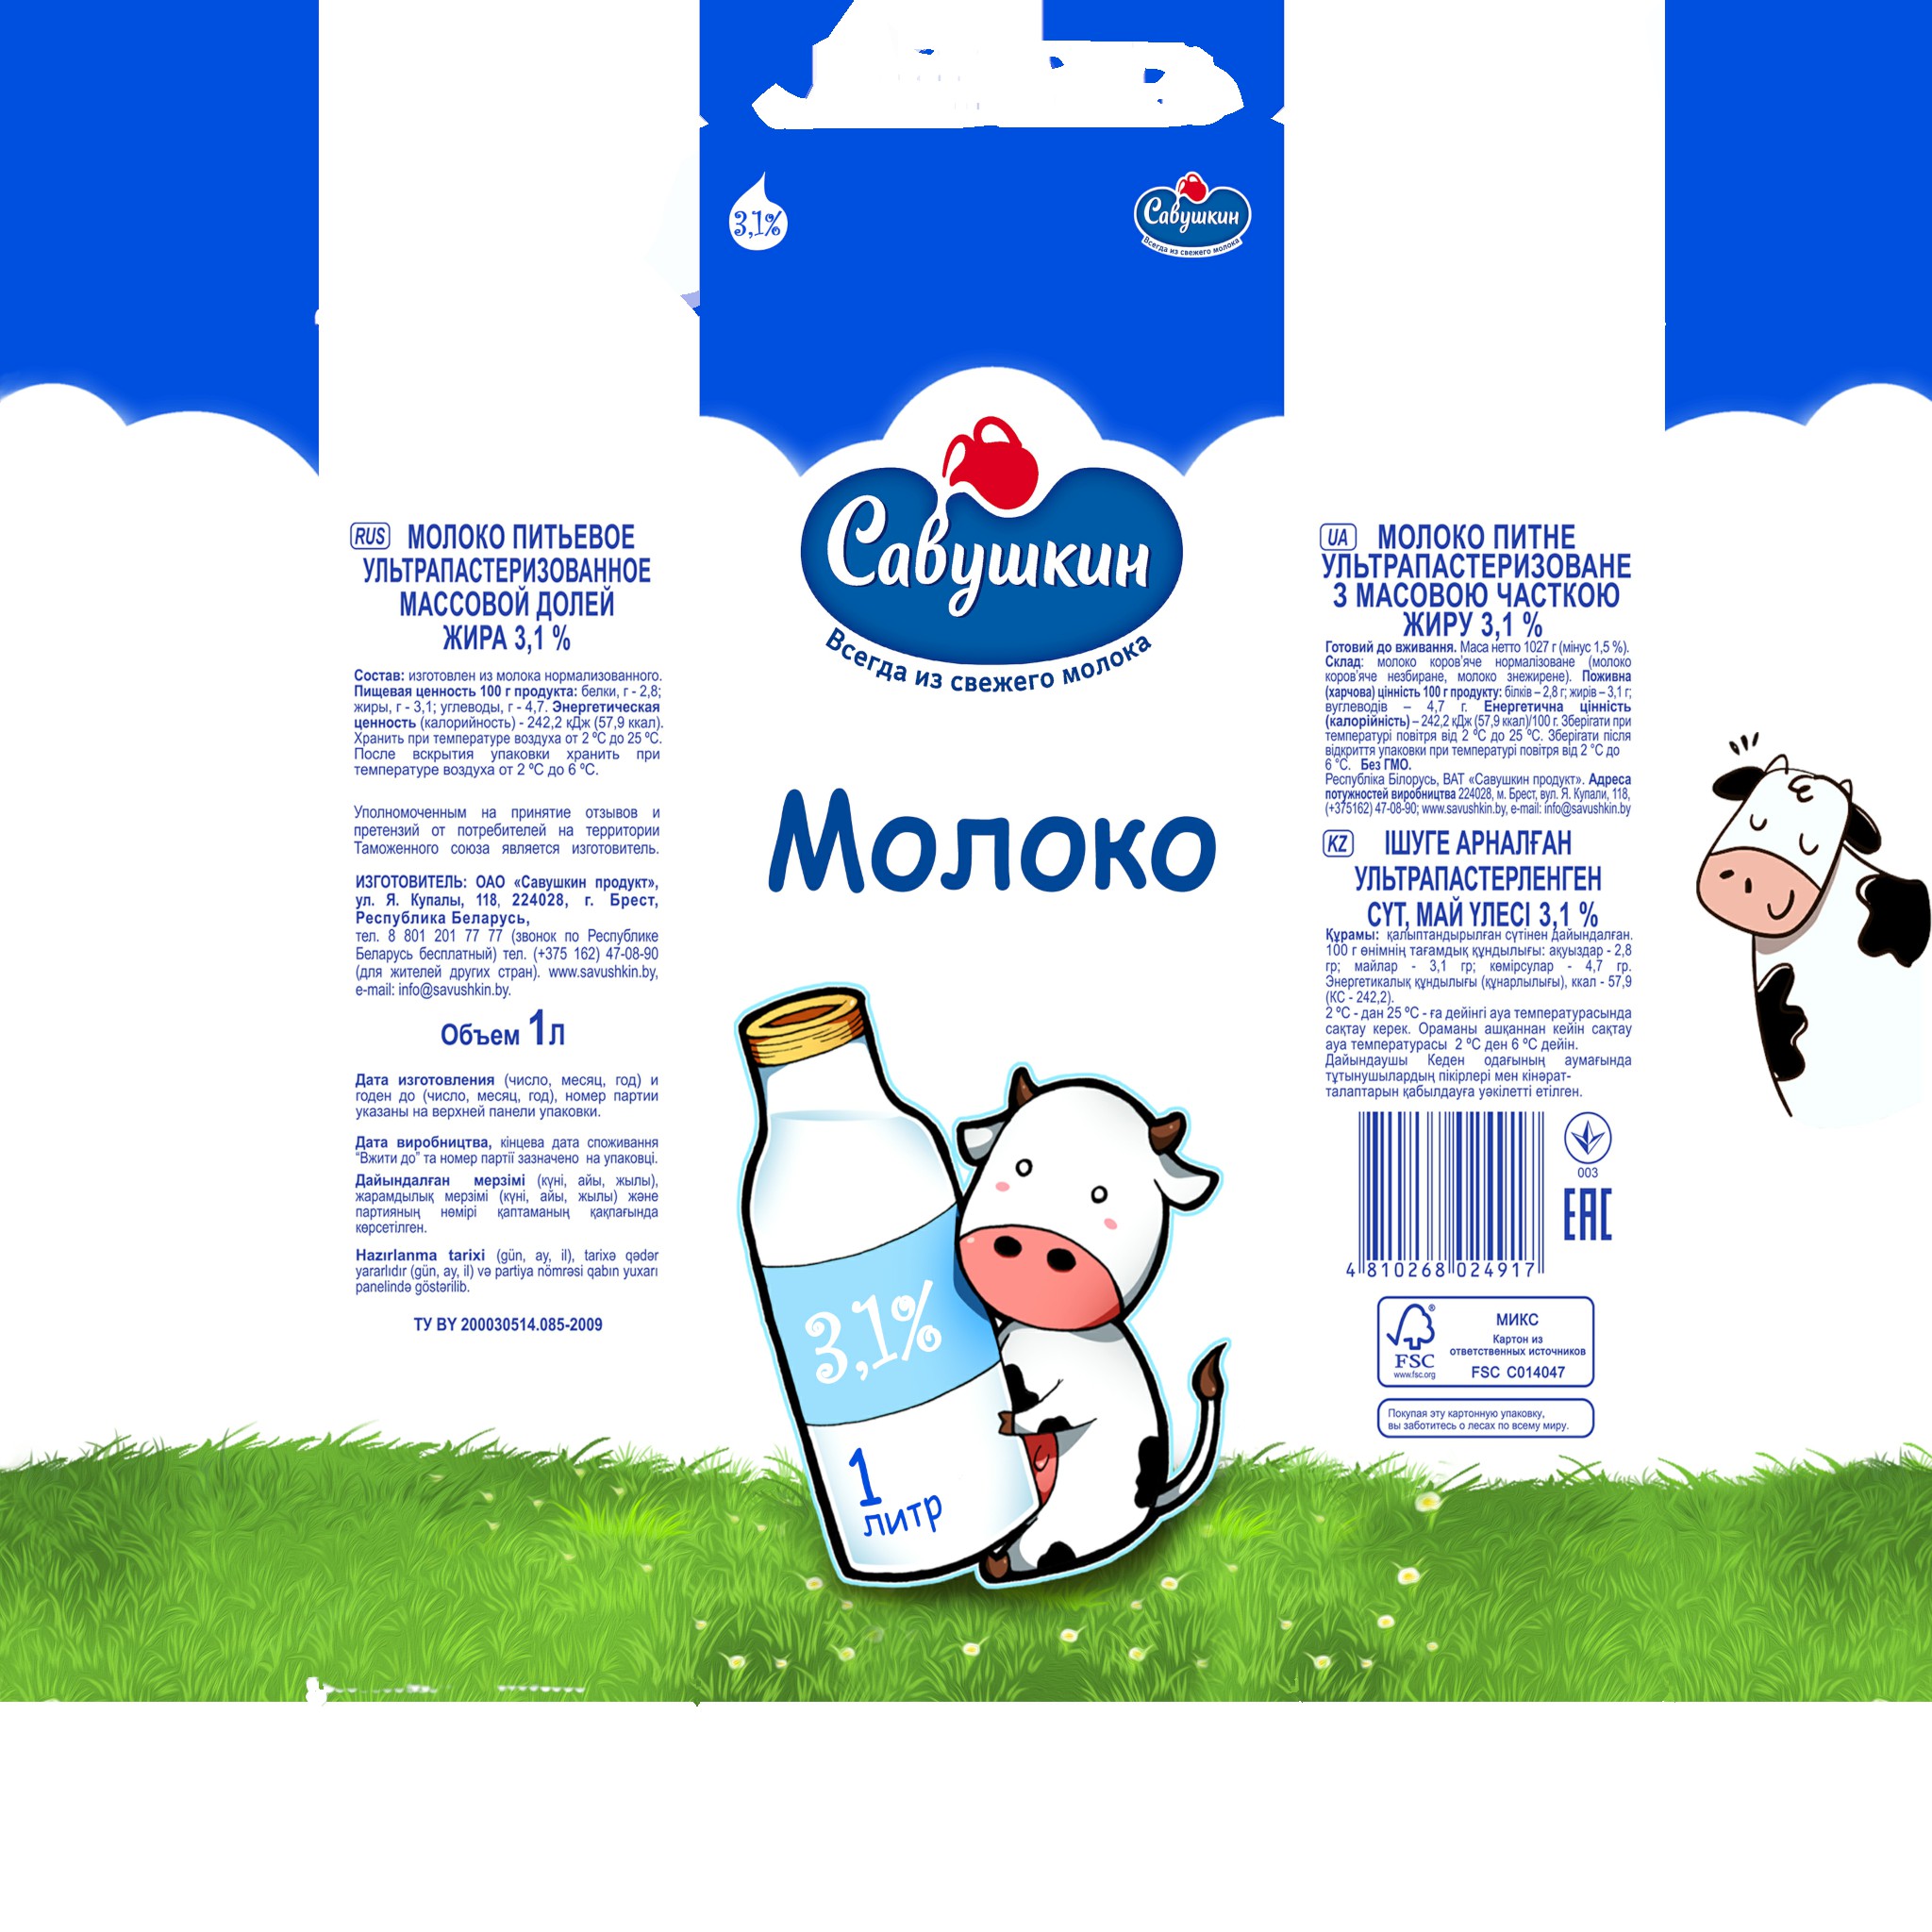 RUS МОЛОКО ПИТЬЕВОЕ
УЛЬТРАПАСТЕРИЗОВАННОЕ
МАССОВОЙ ДОЛЕЙ
ЖИРА 3,1 %
Состав: изготовлен из молока нормализованного.
Пищевая ценность 100 г продукта: белки, г - 2,8;
жиры, г - 3,1; углеводы, г - 4,7. Энергетическая
ценность (калорийность) - 242,2 кДж (57,9 ккал).
Хранить при температуре воздуха от 2 ºС до 25 ºС.
После вскрытия упаковки хранить при
температуре воздуха от 2 ºС до 6 ºС.
Уполномоченным на принятие отзывов и
претензий от потребителей на территории
Таможенного союза является изготовитель.
ИЗГОТОВИТЕЛЬ: ОАО «Савушкин продукт»,
ул. Я. Купалы, 118, 224028, г. Брест,
Республика Беларусь,
тел. 8 801 201 77 77 (звонок по Республике
Беларусь бесплатный) тел. (+375 162) 47-08-90
(для жителей других стран). www.savushkin.by,
e-mail: info@savushkin.by.
Объем 1л
Дата изготовления (число, месяц, год) и
годен до (число, месяц, год), номер партии
указаны на верхней панели упаковки.
Дата виробництва, кінцева дата споживання
“Вжити до” та номер партії зазначено на упаковці.
Дайындалған мерзімі (күні, айы, жылы),
жарамдылық мерзімі (күні, айы, жылы) және
партияның нөмірі қаптаманың қақпағында
көрсетілген.
Hazırlanma tarixi (gün, ay, il), tarixə qədər
yararlıdır (gün, ay, il) və partiya nömrəsi qabın yuxarı
panelində göstərilib.
ТУ BY 200030514.085-2009
3,1%
Савушкин
Всегда из свежего молока
Савушкин
Всегда из свежего молока
Молоко
3,1%
1
литр
UA МОЛОКО ПИТНЕ
УЛЬТРАПАСТЕРИЗОВАНЕ
З МАСОВОЮ ЧАСТКОЮ
ЖИРУ 3,1 %
Готовий до вживання. Маса нетто 1027 г (мінус 1,5 %).
Склад: молоко коров'яче нормалізоване (молоко
коров'яче незбиране, молоко знежирене). Поживна
(харчова) цінність 100 г продукту: білків – 2,8 г; жирів – 3,1 г;
вуглеводів – 4,7 г. Енергетична цінність
(калорійність) – 242,2 кДж (57,9 ккал)/100 г. Зберігати при
температурі повітря від 2 °С до 25 °С. Зберігати після
відкриття упаковки при температурі повітря від 2 °С до
6 °С. Без ГМО.
Республіка Білорусь, ВАТ «Савушкин продукт». Адреса
потужностей виробництва 224028, м. Брест, вул. Я. Купали, 118,
(+375162) 47-08-90; www.savushkin.by, e-mail: info@savushkin.by
KZ ІШУГЕ АРНАЛҒАН
УЛЬТРАПАСТЕРЛЕНГЕН
СҮТ, МАЙ ҮЛЕСІ 3,1 %
Құрамы: қалыптандырылған сүтінен дайындалған.
100 г өнімнің тағамдық құндылығы: ақуыздар - 2,8
гр; майлар - 3,1 гр; көмірсулар - 4,7 гр.
Энергетикалық құндылығы (құнарлылығы), ккал - 57,9
(КС - 242,2).
2 ºС - дан 25 ºС - ға дейінгі ауа температурасында
сақтау керек. Ораманы ашқаннан кейін сақтау
ауа температурасы 2 ºС ден 6 ºС дейін.
Дайындаушы Кеден одағының аумағында
тұтынушылардың пікірлері мен кінәрат-
талаптарын қабылдауға уәкілетті етілген.
4 810268 024917
003
EAC
FSC
®
www.fsc.org
МИКС
Картон из
ответственных источников
FSC C014047
Покупая эту картонную упаковку,
вы заботитесь о лесах по всему миру.